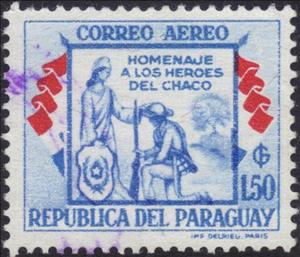 CORREO AEREO
HOMENAJE
A LOS HEROES
DEL CHACO
₲
1.50
REPUBLICA DEL PARAGUAY
IMP. DELRIEU. PARIS